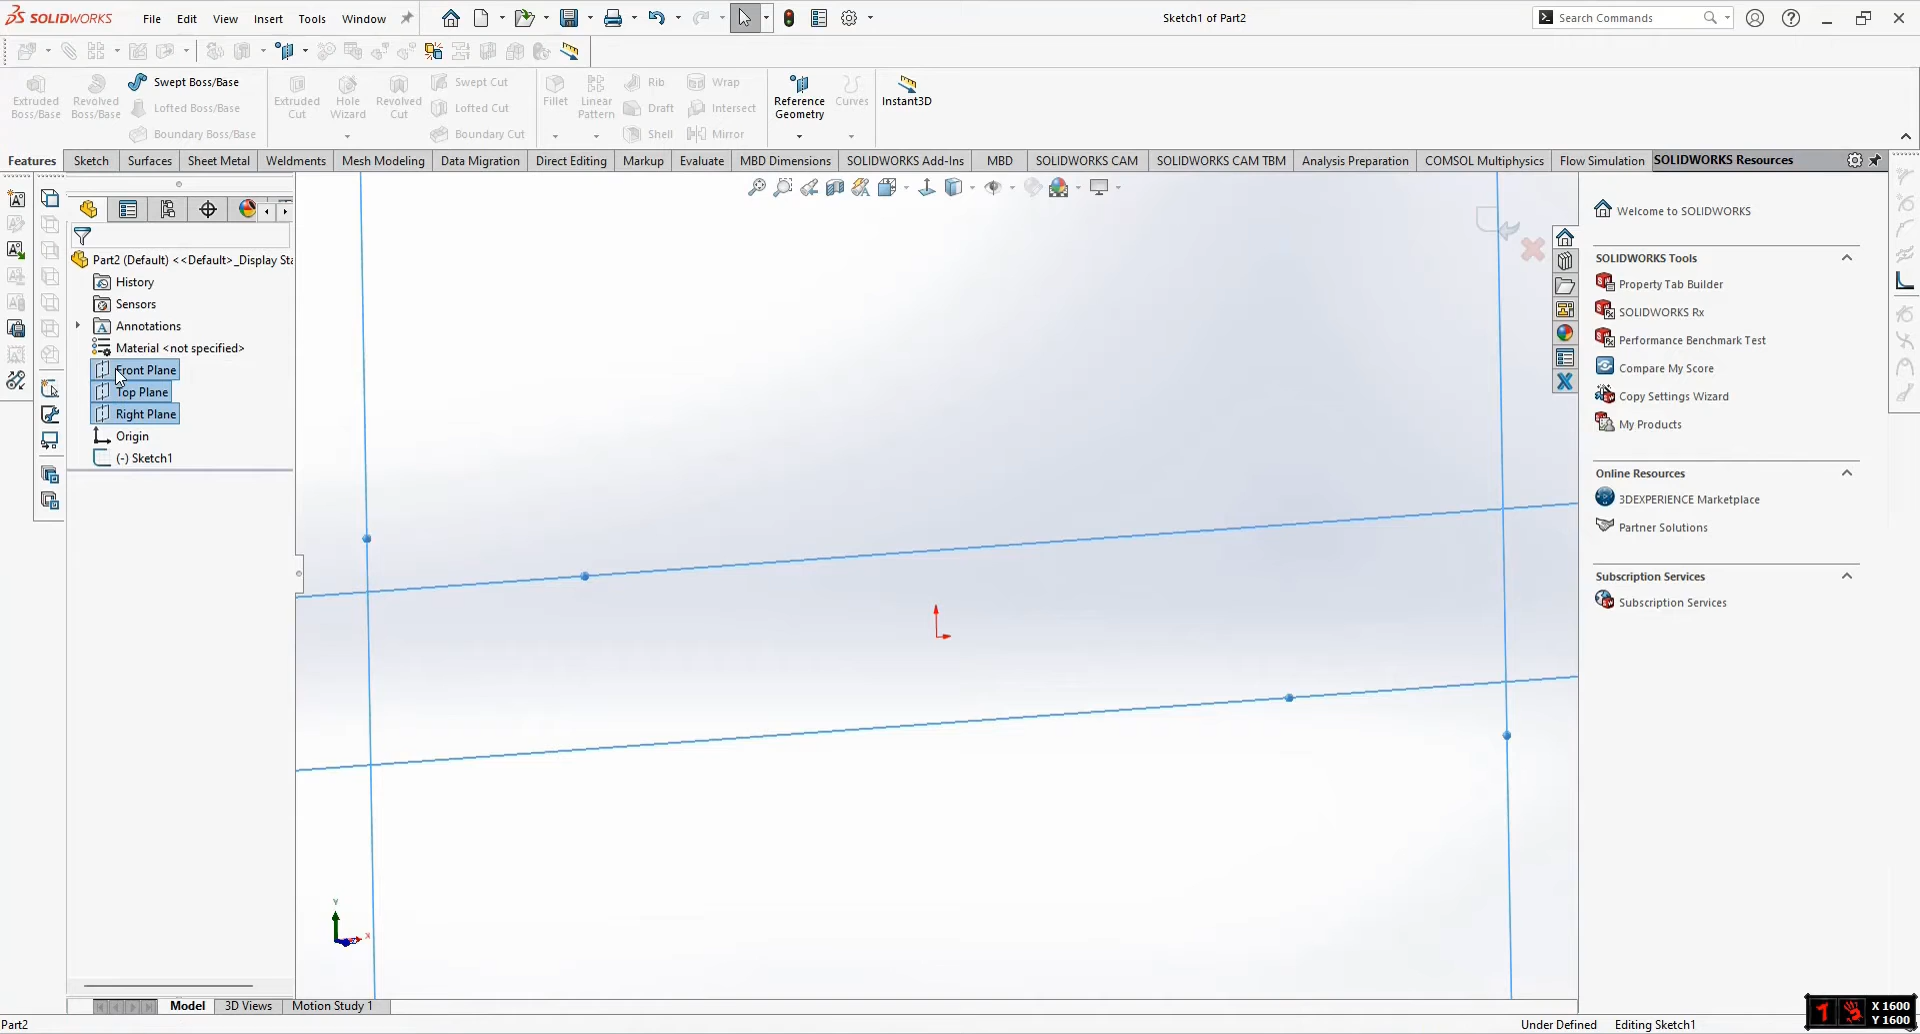 SOLIDWORKS File Edit View Insert Tools Window Sketch1 of Part2 Search Commands
Extruded Boss/Base
Revolved Boss/Base
Swept Boss/Base
Lofted Boss/Base
Boundary Boss/Base
Extruded Cut
Hole Wizard
Revolved Cut
Swept Cut
Lofted Cut
Boundary Cut
Fillet
Linear Pattern
Rib
Draft
Shell
Wrap
Intersect
Mirror
Reference Geometry
Curves
Instant3D
Features Sketch Surfaces Sheet Metal Weldments Mesh Modeling Data Migration Direct Editing Markup Evaluate MBD Dimensions SOLIDWORKS Add-Ins MBD SOLIDWORKS CAM SOLIDWORKS CAM TBM Analysis Preparation COMSOL Multiphysics Flow Simulation SOLIDWORKS Resources
Part2 (Default) <<Default>_Display Sta
History
Sensors
Annotations
Material <not specified>
Front Plane
Top Plane
Right Plane
Origin
(-) Sketch1
Y
X
Z
Welcome to SOLIDWORKS
SOLIDWORKS Tools
Property Tab Builder
SOLIDWORKS Rx
Performance Benchmark Test
Compare My Score
Copy Settings Wizard
My Products
Online Resources
3DEXPERIENCE Marketplace
Partner Solutions
Subscription Services
Subscription Services
Model 3D Views Motion Study 1
Part2 Under Defined Editing Sketch1
X 1600
Y 1600